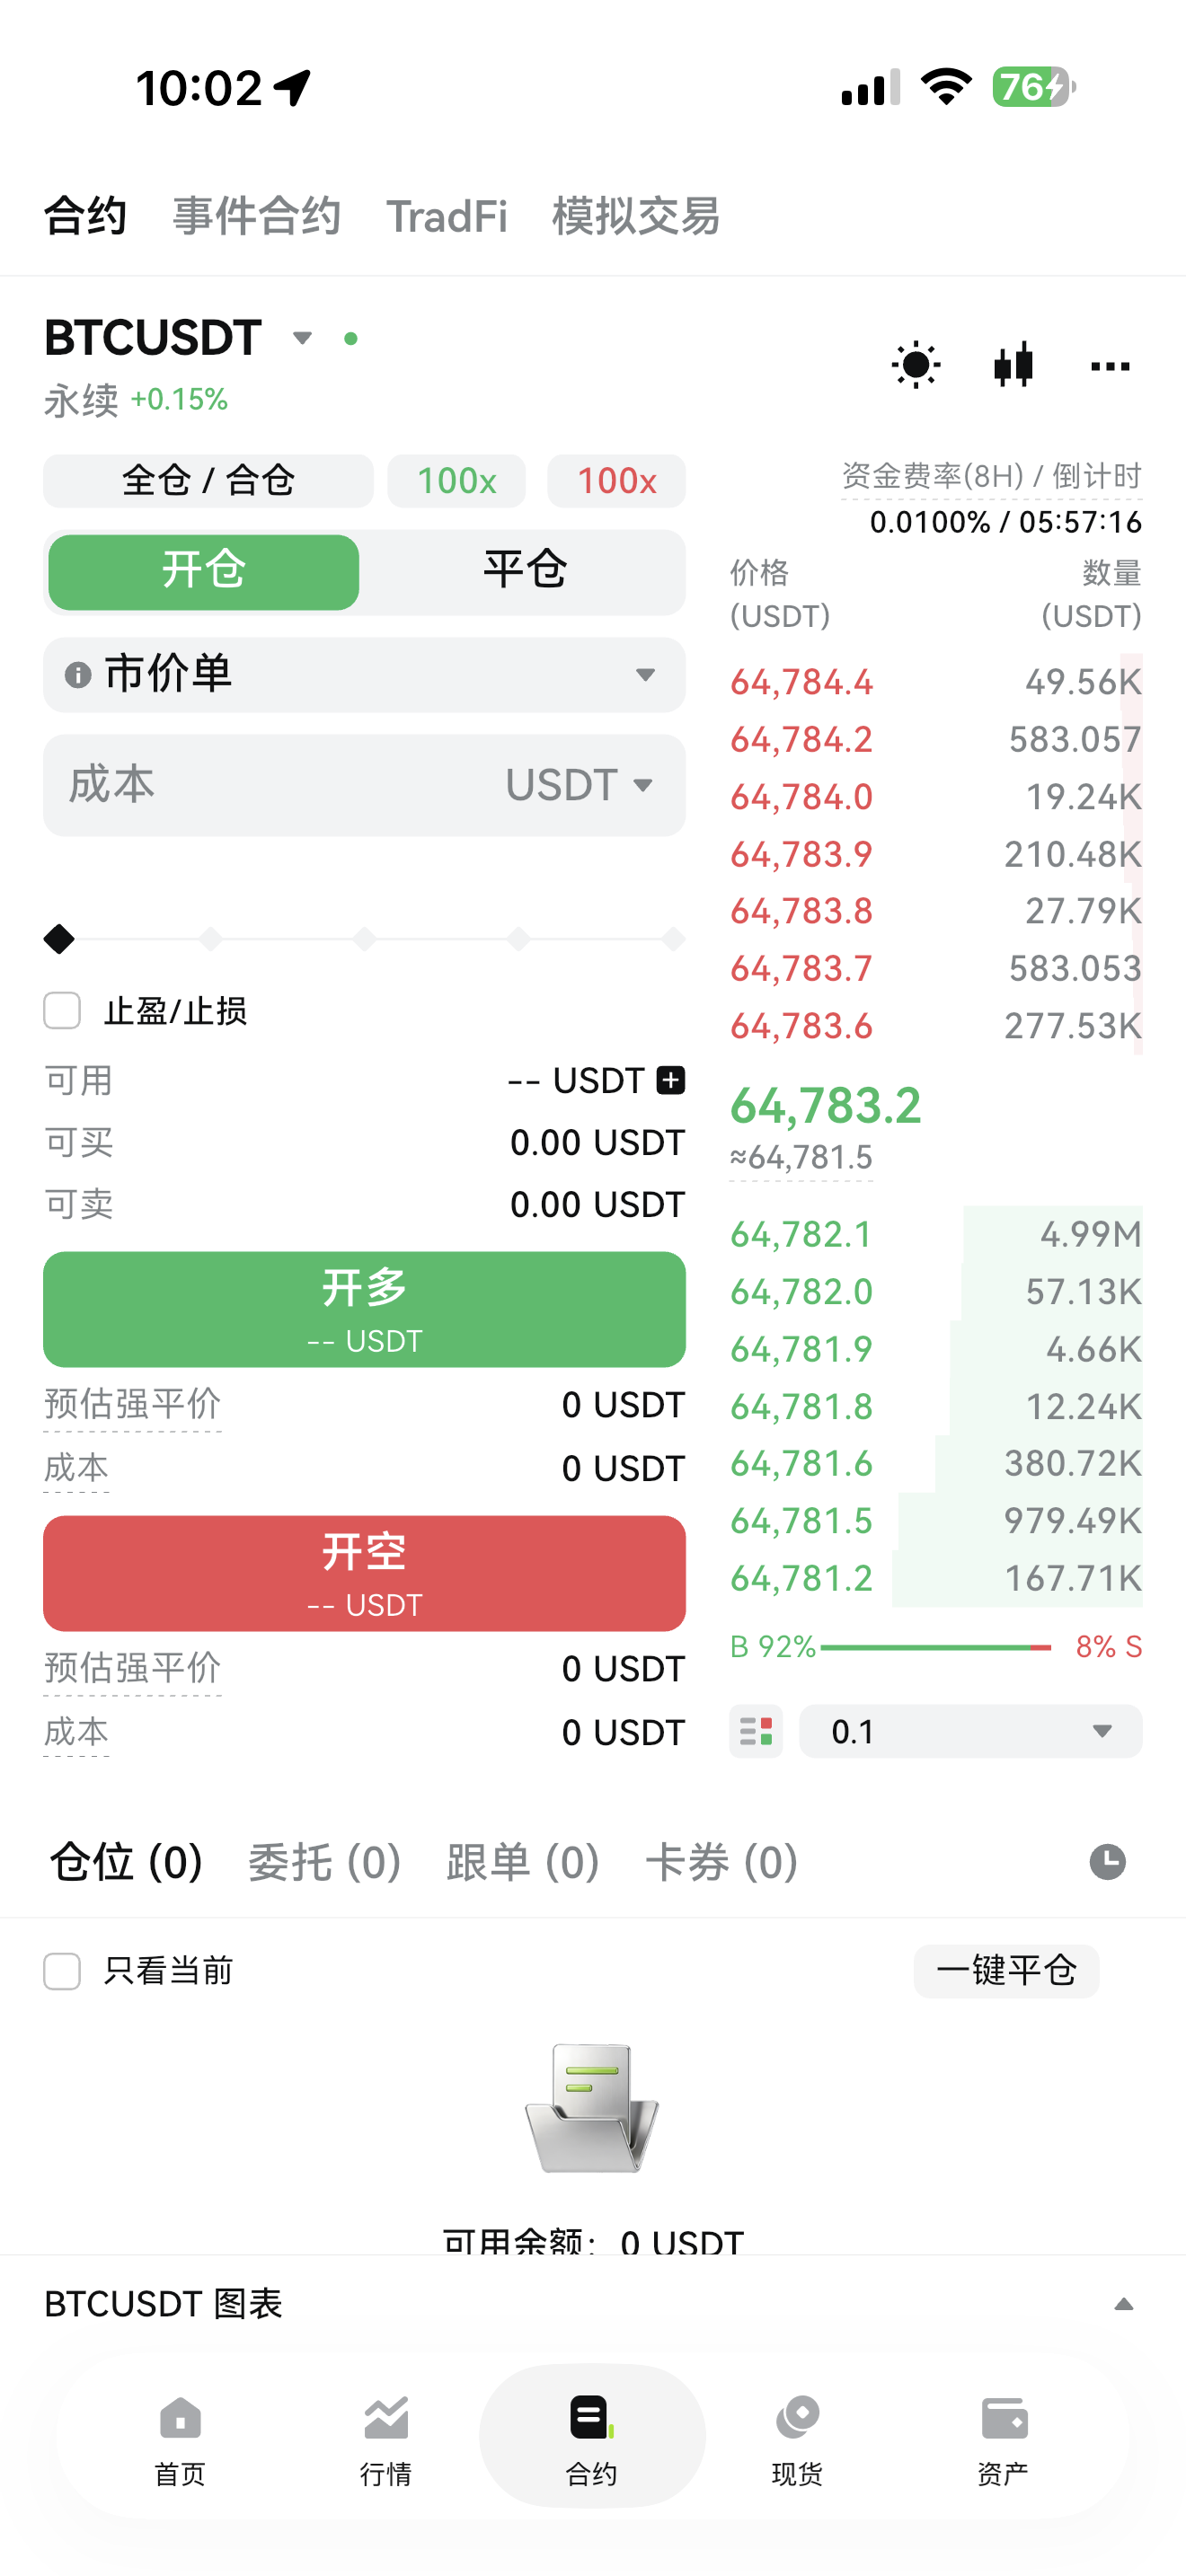 10:02
76
合约 事件合约 TradFi 模拟交易
BTCUSDT
永续 +0.15%
全仓 / 合仓 100x 100x
开仓 平仓
市价单
成本 USDT
止盈/止损
可用 -- USDT
可买 0.00 USDT
可卖 0.00 USDT
开多
-- USDT
预估强平价 0 USDT
成本 0 USDT
开空
-- USDT
预估强平价 0 USDT
成本 0 USDT
资金费率(8H) / 倒计时
0.0100% / 05:57:16
价格 数量
(USDT) (USDT)
64,784.4 49.56K
64,784.2 583.057
64,784.0 19.24K
64,783.9 210.48K
64,783.8 27.79K
64,783.7 583.053
64,783.6 277.53K
64,783.2
≈64,781.5
64,782.1 4.99M
64,782.0 57.13K
64,781.9 4.66K
64,781.8 12.24K
64,781.6 380.72K
64,781.5 979.49K
64,781.2 167.71K
B 92% 8% S
0.1
仓位 (0) 委托 (0) 跟单 (0) 卡券 (0)
只看当前 一键平仓
可用余额：0 USDT
BTCUSDT 图表
首页 行情 合约 现货 资产